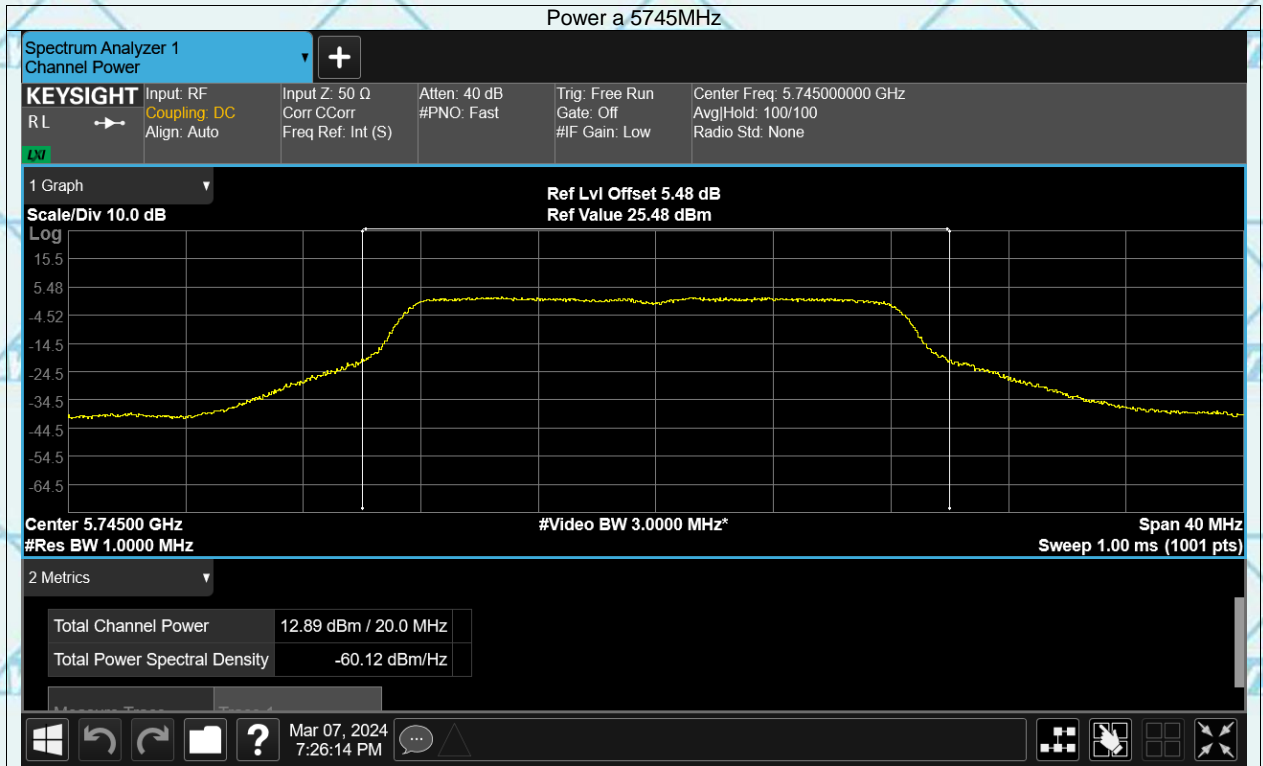 Power a 5745MHz
Spectrum Analyzer 1
Channel Power
KEYSIGHT
R L
LXI
Input: RF
Coupling: DC
Align: Auto
Input Z: 50 Ω
Corr CCorr
Freq Ref: Int (S)
Atten: 40 dB
#PNO: Fast
Trig: Free Run
Gate: Off
#IF Gain: Low
Center Freq: 5.745000000 GHz
Avg|Hold: 100/100
Radio Std: None
1 Graph
Scale/Div 10.0 dB
Ref Lvl Offset 5.48 dB
Ref Value 25.48 dBm
Log
15.5
5.48
-4.52
-14.5
-24.5
-34.5
-44.5
-54.5
-64.5
Center 5.74500 GHz
#Res BW 1.0000 MHz
#Video BW 3.0000 MHz*
Span 40 MHz
Sweep 1.00 ms (1001 pts)
2 Metrics
Total Channel Power 12.89 dBm / 20.0 MHz
Total Power Spectral Density -60.12 dBm/Hz
Measure Trace Trace 1
?
Mar 07, 2024
7:26:14 PM